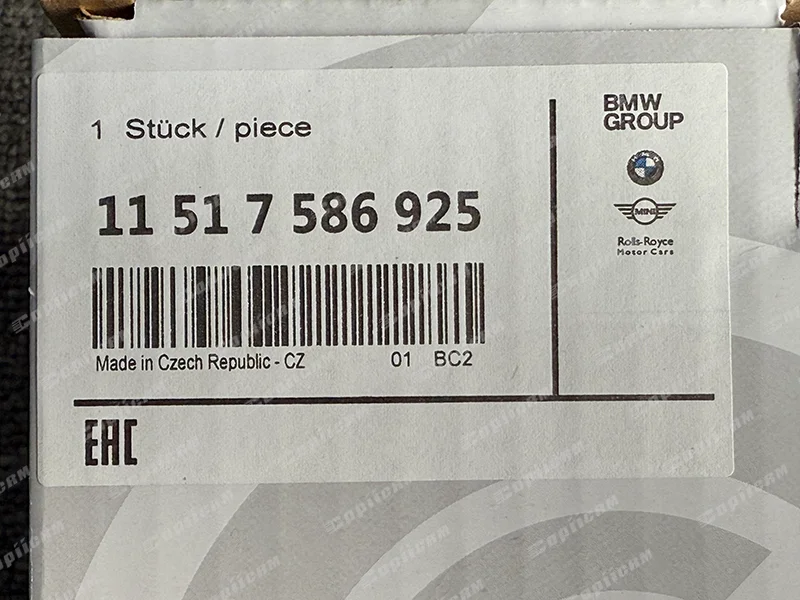 1 Stück / piece
BMW
GROUP
11 51 7 586 925
MINI
Rolls-Royce
Motor Cars
Made in Czech Republic - CZ 01 BC2
EAC